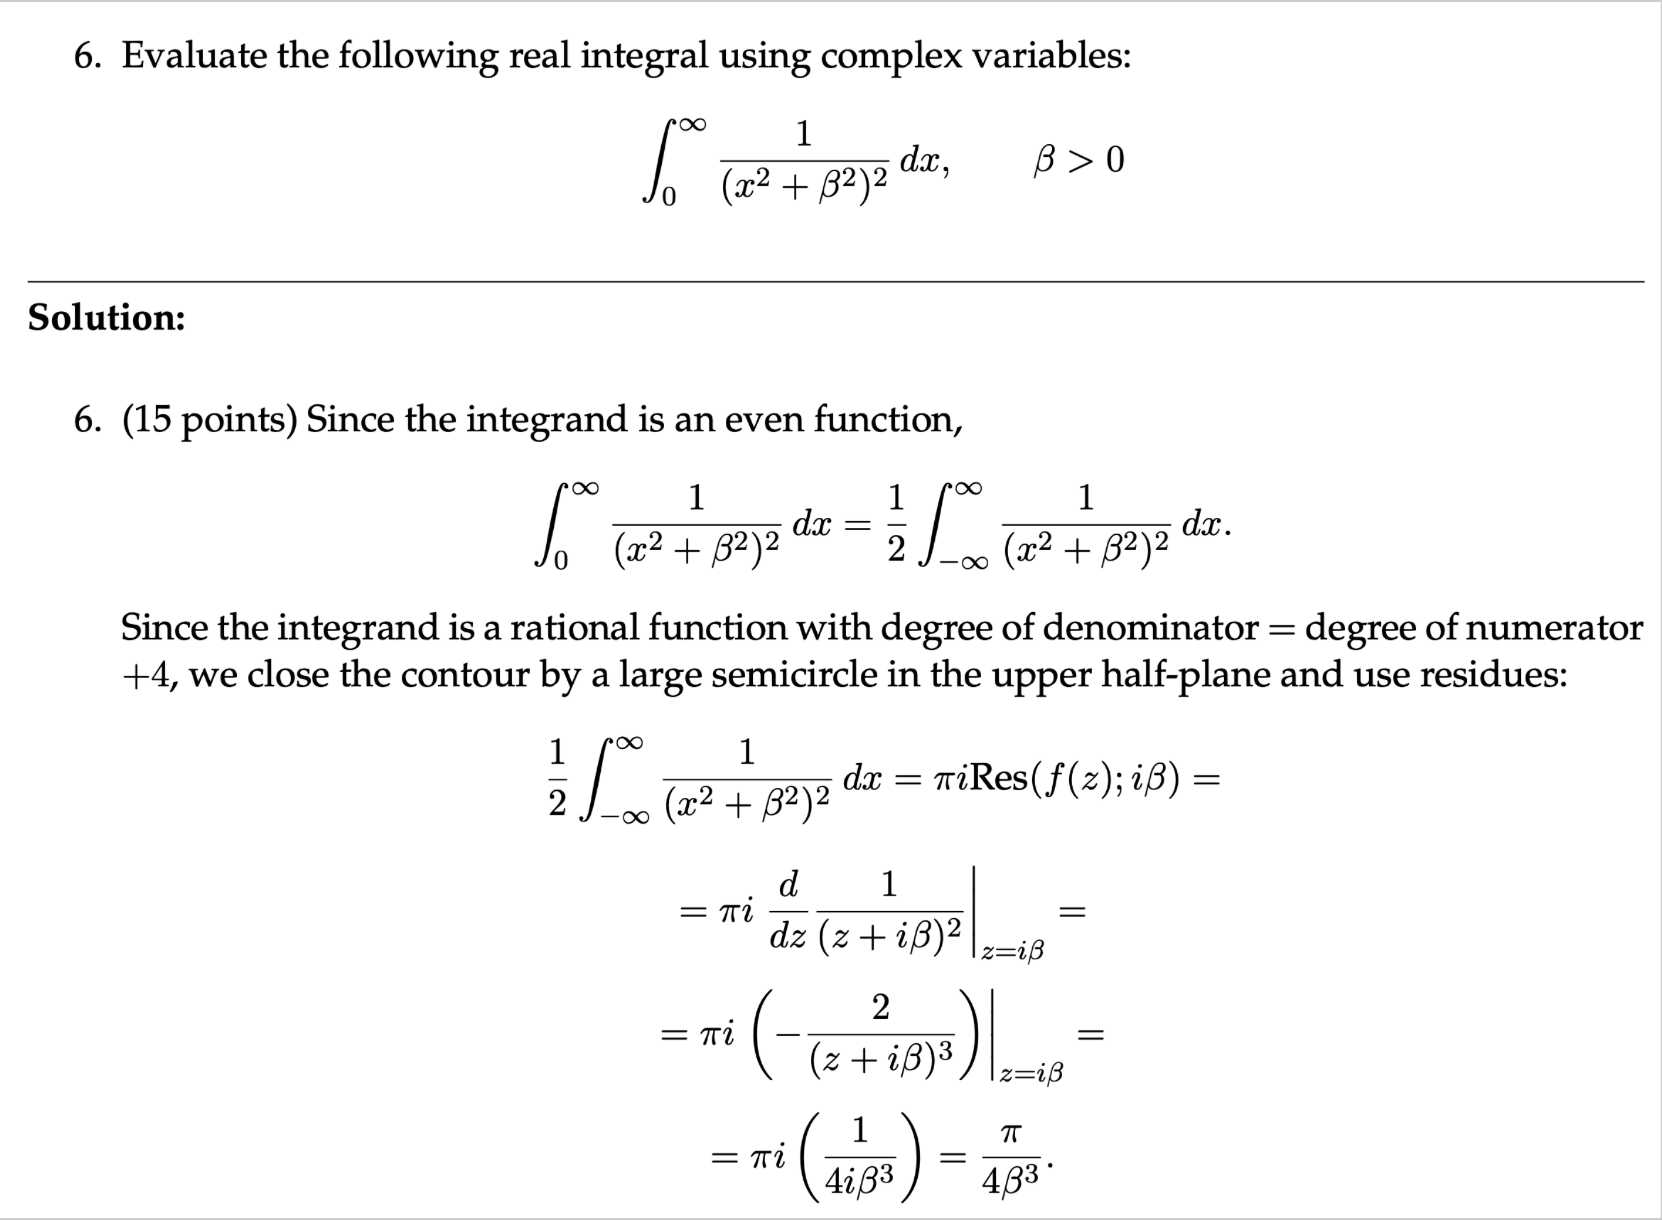 6. Evaluate the following real integral using complex variables:
$$\int_0^\infty \frac{1}{(x^2 + \beta^2)^2}\, dx, \qquad \beta > 0$$
Solution:
6. (15 points) Since the integrand is an even function,
$$\int_0^\infty \frac{1}{(x^2 + \beta^2)^2}\, dx = \frac{1}{2} \int_{-\infty}^\infty \frac{1}{(x^2 + \beta^2)^2}\, dx.$$
Since the integrand is a rational function with degree of denominator = degree of numerator
+4, we close the contour by a large semicircle in the upper half-plane and use residues:
$$\frac{1}{2} \int_{-\infty}^\infty \frac{1}{(x^2 + \beta^2)^2}\, dx = \pi i \text{Res}(f(z); i\beta) =$$
$$= \pi i \left. \frac{d}{dz} \frac{1}{(z + i\beta)^2} \right|_{z=i\beta} =$$
$$= \pi i \left. \left( -\frac{2}{(z + i\beta)^3} \right) \right|_{z=i\beta} =$$
$$= \pi i \left( \frac{1}{4i\beta^3} \right) = \frac{\pi}{4\beta^3}.$$